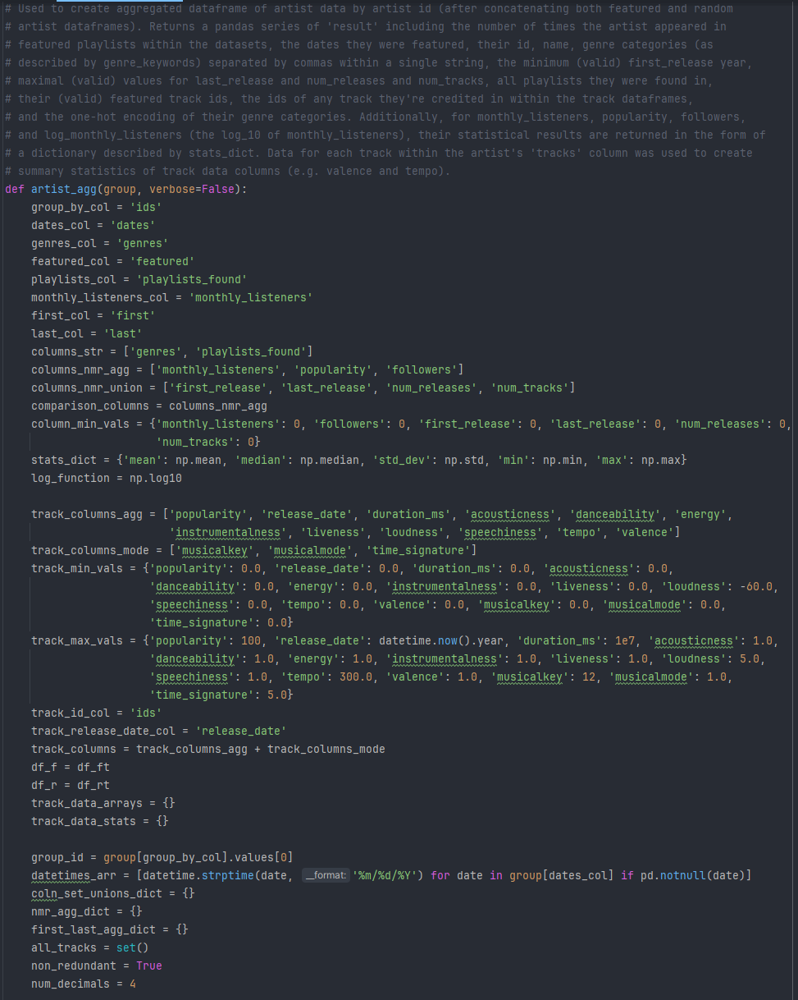 # Used to create aggregated dataframe of artist data by artist id (after concatenating both featured and random
# artist dataframes). Returns a pandas series of 'result' including the number of times the artist appeared in
# featured playlists within the datasets, the dates they were featured, their id, name, genre categories (as
# described by genre_keywords) separated by commas within a single string, the minimum (valid) first_release year,
# maximal (valid) values for last_release and num_releases and num_tracks, all playlists they were found in,
# their (valid) featured track ids, the ids of any track they're credited in within the track dataframes,
# and the one-hot encoding of their genre categories. Additionally, for monthly_listeners, popularity, followers,
# and log_monthly_listeners (the log_10 of monthly_listeners), their statistical results are returned in the form of
# a dictionary described by stats_dict. Data for each track within the artist's 'tracks' column was used to create
# summary statistics of track data columns (e.g. valence and tempo).
def artist_agg(group, verbose=False):
    group_by_col = 'ids'
    dates_col = 'dates'
    genres_col = 'genres'
    featured_col = 'featured'
    playlists_col = 'playlists_found'
    monthly_listeners_col = 'monthly_listeners'
    first_col = 'first'
    last_col = 'last'
    columns_str = ['genres', 'playlists_found']
    columns_nmr_agg = ['monthly_listeners', 'popularity', 'followers']
    columns_nmr_union = ['first_release', 'last_release', 'num_releases', 'num_tracks']
    comparison_columns = columns_nmr_agg
    column_min_vals = {'monthly_listeners': 0, 'followers': 0, 'first_release': 0, 'last_release': 0, 'num_releases': 0,
                       'num_tracks': 0}
    stats_dict = {'mean': np.mean, 'median': np.median, 'std_dev': np.std, 'min': np.min, 'max': np.max}
    log_function = np.log10

    track_columns_agg = ['popularity', 'release_date', 'duration_ms', 'acousticness', 'danceability', 'energy',
                         'instrumentalness', 'liveness', 'loudness', 'speechiness', 'tempo', 'valence']
    track_columns_mode = ['musicalkey', 'musicalmode', 'time_signature']
    track_min_vals = {'popularity': 0.0, 'release_date': 0.0, 'duration_ms': 0.0, 'acousticness': 0.0,
                      'danceability': 0.0, 'energy': 0.0, 'instrumentalness': 0.0, 'liveness': 0.0, 'loudness': -60.0,
                      'speechiness': 0.0, 'tempo': 0.0, 'valence': 0.0, 'musicalkey': 0.0, 'musicalmode': 0.0,
                      'time_signature': 0.0}
    track_max_vals = {'popularity': 100, 'release_date': datetime.now().year, 'duration_ms': 1e7, 'acousticness': 1.0,
                      'danceability': 1.0, 'energy': 1.0, 'instrumentalness': 1.0, 'liveness': 1.0, 'loudness': 5.0,
                      'speechiness': 1.0, 'tempo': 300.0, 'valence': 1.0, 'musicalkey': 12, 'musicalmode': 1.0,
                      'time_signature': 5.0}
    track_id_col = 'ids'
    track_release_date_col = 'release_date'
    track_columns = track_columns_agg + track_columns_mode
    df_f = df_ft
    df_r = df_rt
    track_data_arrays = {}
    track_data_stats = {}

    group_id = group[group_by_col].values[0]
    datetimes_arr = [datetime.strptime(date, __format: '%m/%d/%Y') for date in group[dates_col] if pd.notnull(date)]
    coln_set_unions_dict = {}
    nmr_agg_dict = {}
    first_last_agg_dict = {}
    all_tracks = set()
    non_redundant = True
    num_decimals = 4